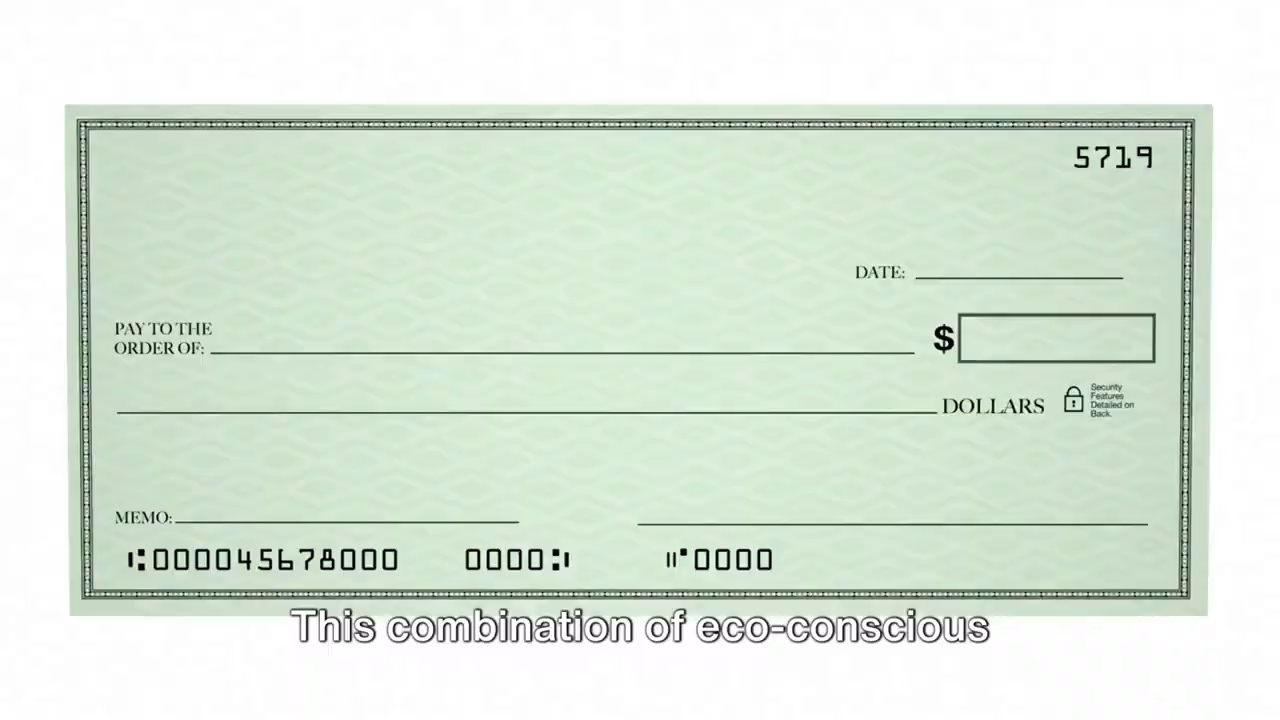 5719
DATE:
PAY TO THE
ORDER OF:
$
DOLLARS
Security
Features
Detailed on
Back.
MEMO:
⑆000045678000 0000⑆ ⑈0000
This combination of eco-conscious